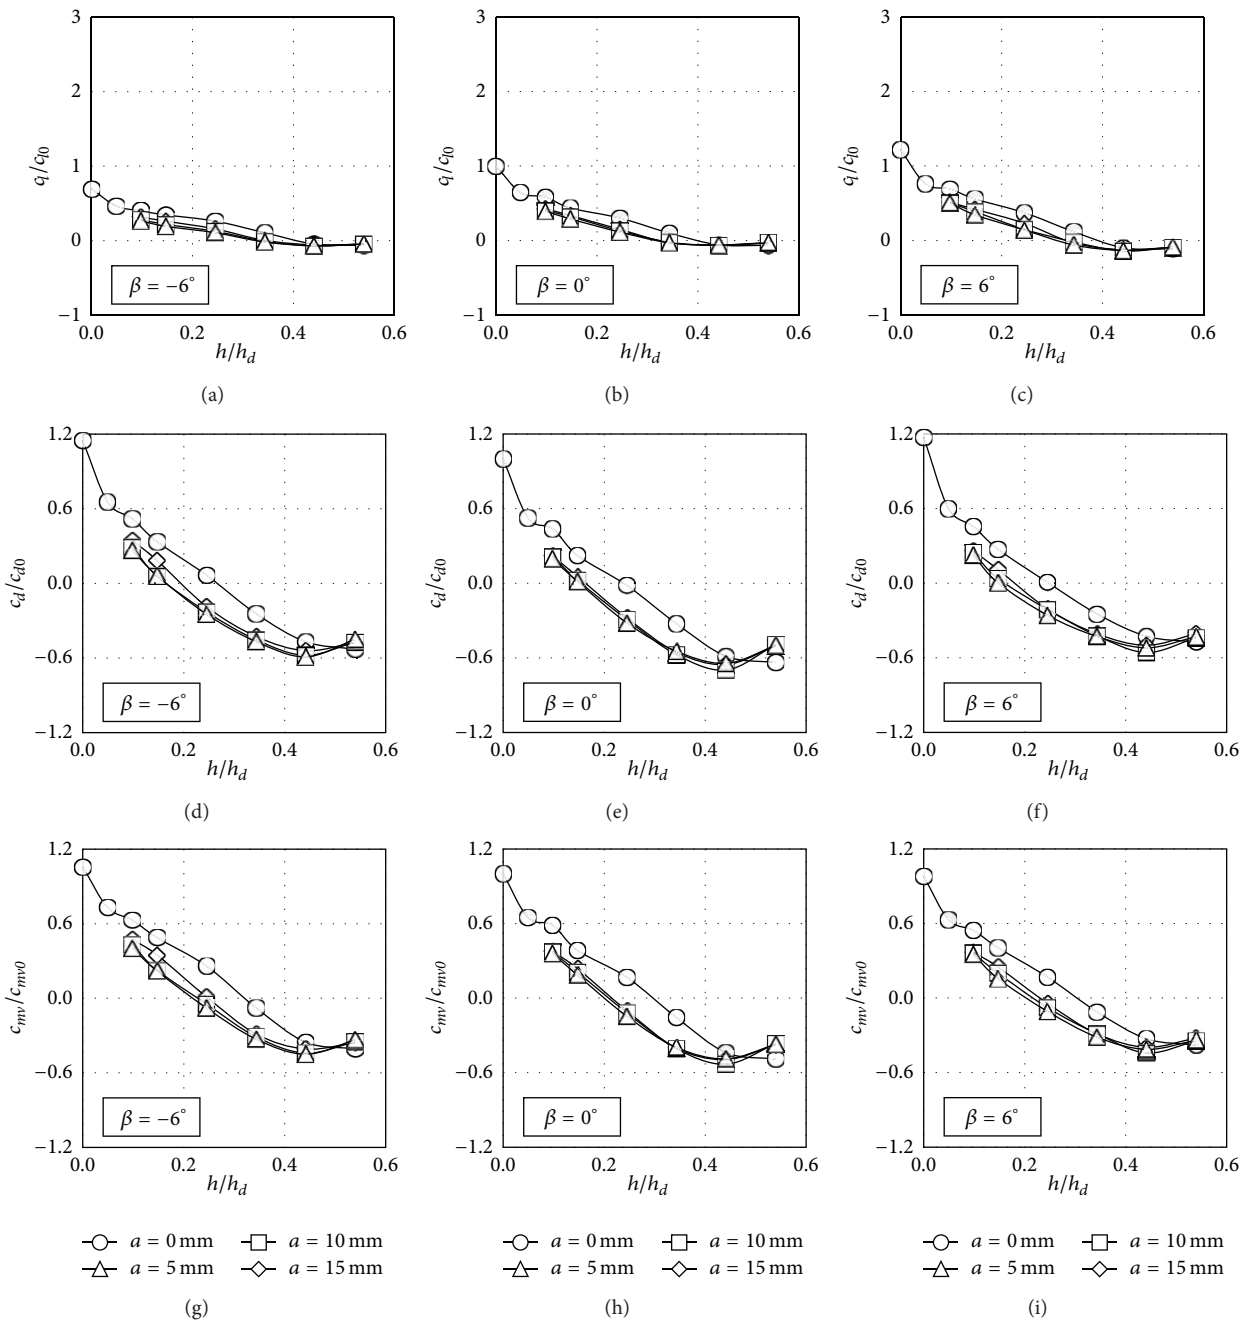 3 3 3
2 2 2
1 1 1
0 0 0
−1 −1 −1
c_l/c_l0 c_l/c_l0 c_l/c_l0
β = −6° β = 0° β = 6°
0.0 0.2 0.4 0.6 0.0 0.2 0.4 0.6 0.0 0.2 0.4 0.6
h/h_d h/h_d h/h_d
(a) (b) (c)
1.2 1.2 1.2
0.6 0.6 0.6
0.0 0.0 0.0
−0.6 −0.6 −0.6
−1.2 −1.2 −1.2
c_d/c_d0 c_d/c_d0 c_d/c_d0
β = −6° β = 0° β = 6°
0.0 0.2 0.4 0.6 0.0 0.2 0.4 0.6 0.0 0.2 0.4 0.6
h/h_d h/h_d h/h_d
(d) (e) (f)
1.2 1.2 1.2
0.6 0.6 0.6
0.0 0.0 0.0
−0.6 −0.6 −0.6
−1.2 −1.2 −1.2
c_mv/c_mv0 c_mv/c_mv0 c_mv/c_mv0
β = −6° β = 0° β = 6°
0.0 0.2 0.4 0.6 0.0 0.2 0.4 0.6 0.0 0.2 0.4 0.6
h/h_d h/h_d h/h_d
a = 0 mm a = 10 mm a = 0 mm a = 10 mm a = 0 mm a = 10 mm
a = 5 mm a = 15 mm a = 5 mm a = 15 mm a = 5 mm a = 15 mm
(g) (h) (i)